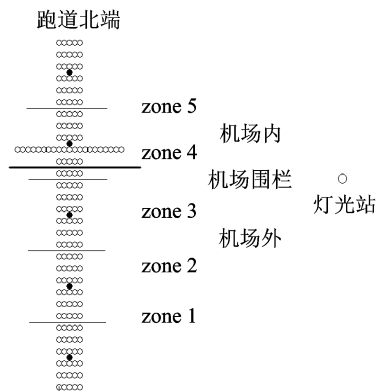 跑道北端
zone 5
机场内
zone 4
机场围栏
灯光站
zone 3
机场外
zone 2
zone 1